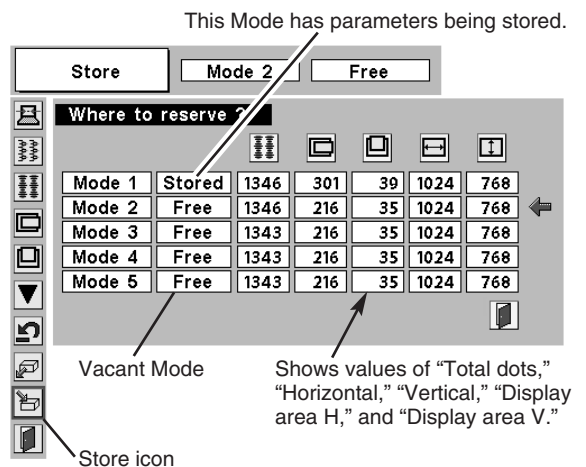 This Mode has parameters being stored.
Store Mode 2 Free
Where to reserve ?
Mode 1 Stored 1346 301 39 1024 768
Mode 2 Free 1346 216 35 1024 768
Mode 3 Free 1343 216 35 1024 768
Mode 4 Free 1343 216 35 1024 768
Mode 5 Free 1343 216 35 1024 768
Vacant Mode
Shows values of “Total dots,”
“Horizontal,” “Vertical,” “Display
area H,” and “Display area V.”
Store icon